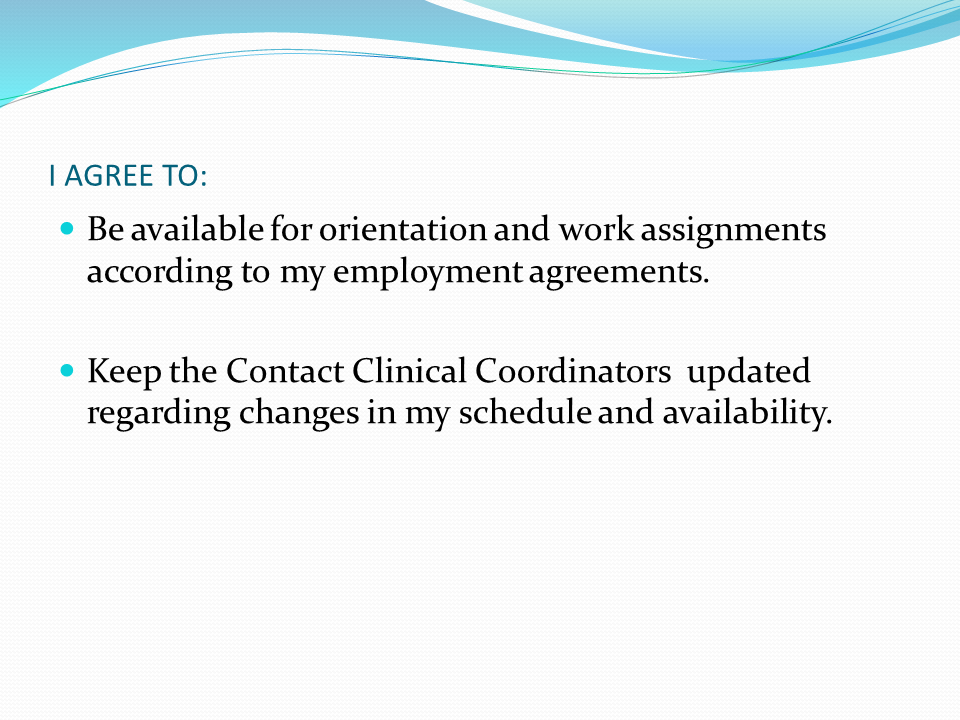 I AGREE TO:
Be available for orientation and work assignments
according to my employment agreements.
Keep the Contact Clinical Coordinators  updated
regarding changes in my schedule and availability.